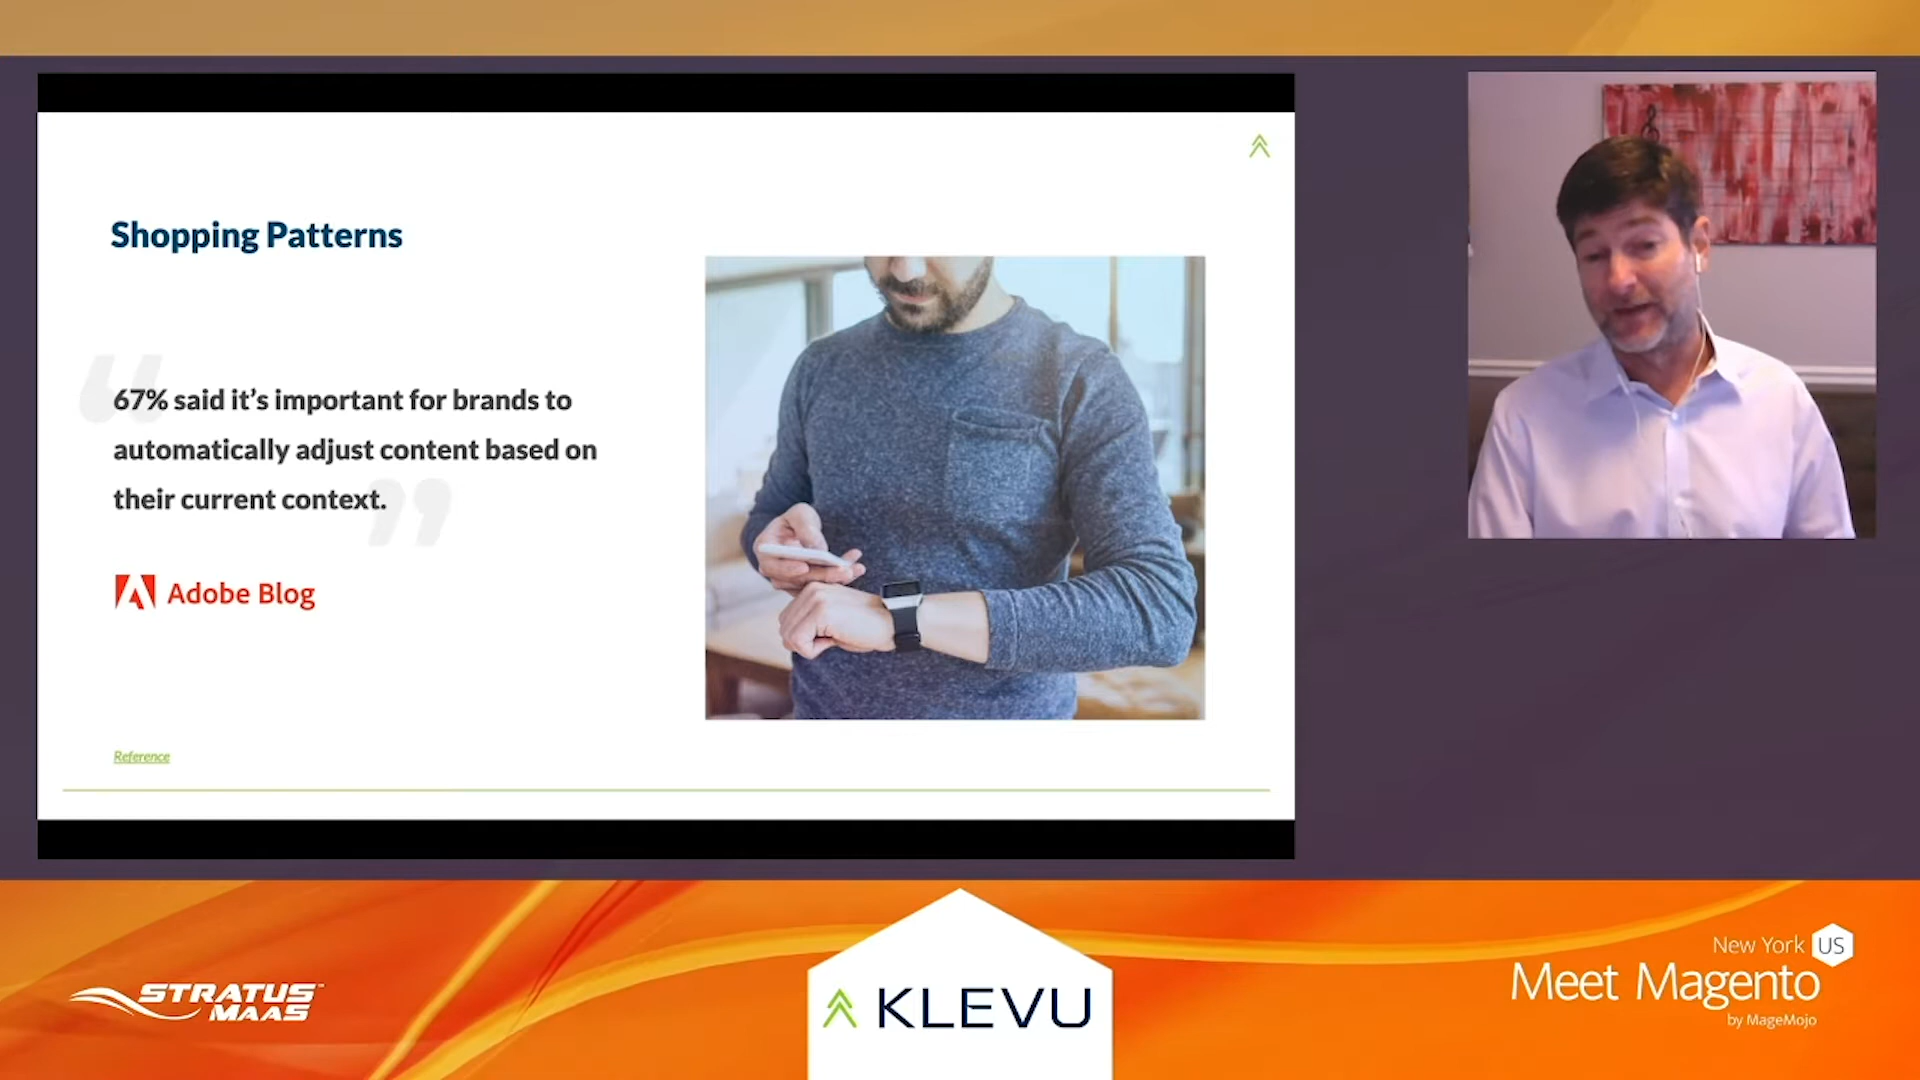 Shopping Patterns
67% said it's important for brands to
automatically adjust content based on
their current context.
Adobe Blog
Reference
STRATUS™
MAAS
KLEVU
New York US
Meet Magento
by MageMojo